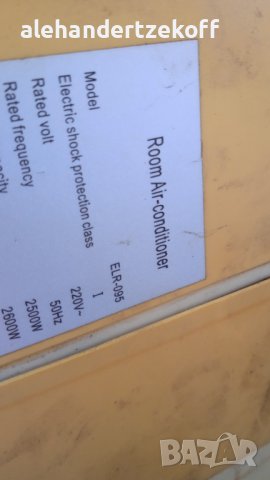 marzotrzekoff
Room Air-conditioner
Model ELR-095
Electric shock protection class I
Rated volt 220V~
Rated frequency 50Hz
2500W
2600W
BAZAR